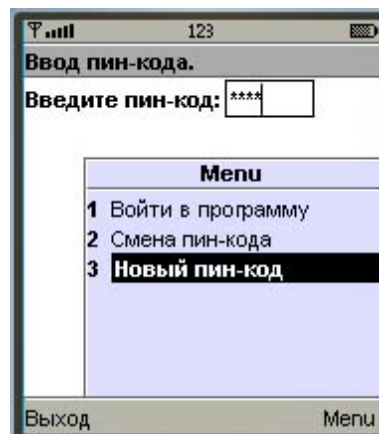 123
Ввод пин-кода.
Введите пин-код: ****
Menu
1 Войти в программу
2 Смена пин-кода
3 Новый пин-код
Выход Menu